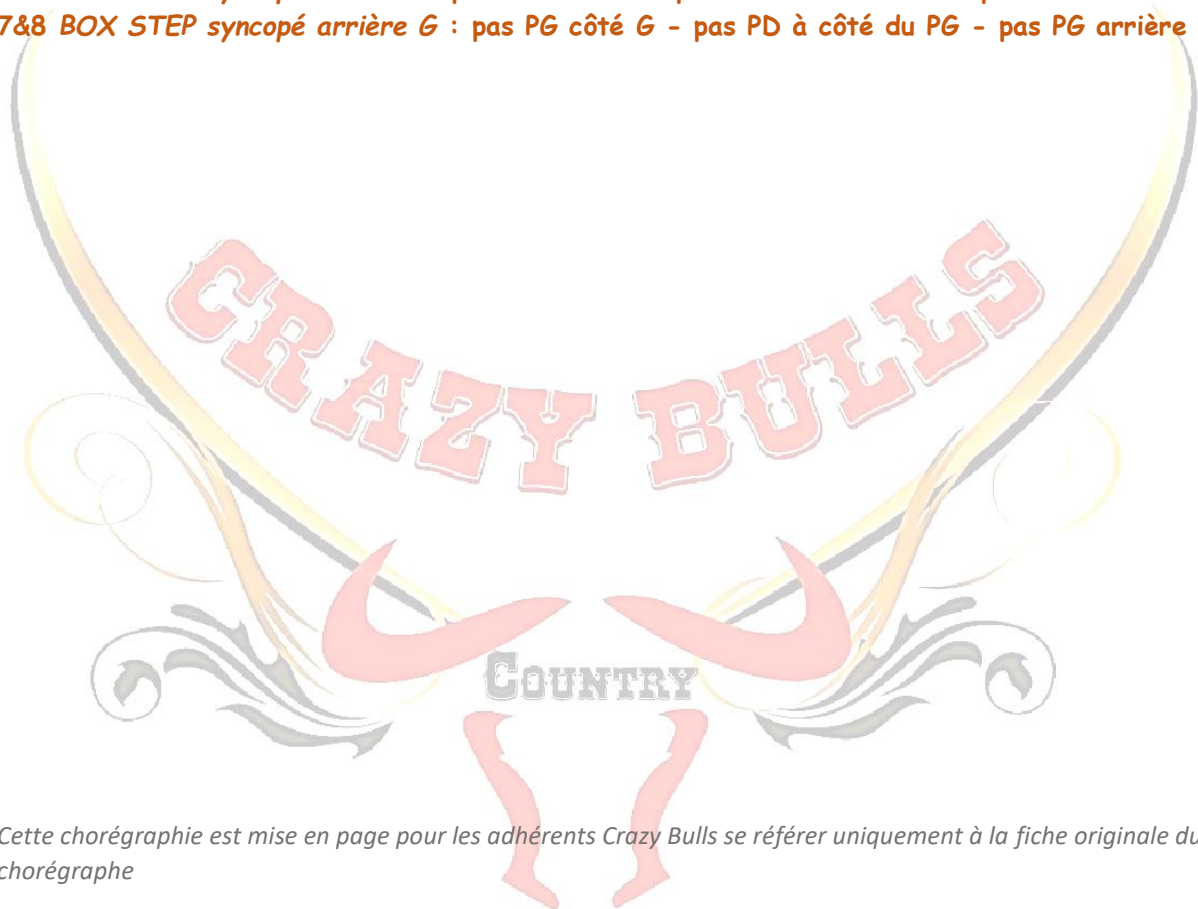 7&8 BOX STEP syncopé arrière G : pas PG côté G - pas PD à côté du PG - pas PG arrière
CRAZY BULLS
COUNTRY
Cette chorégraphie est mise en page pour les adhérents Crazy Bulls se référer uniquement à la fiche originale du
chorégraphe